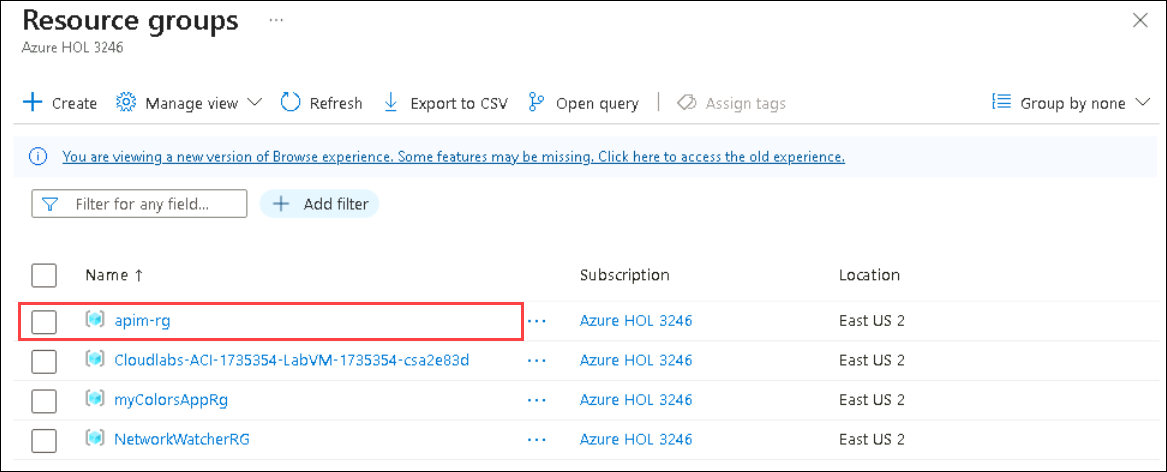 Resource groups ...
Azure HOL 3246
Create Manage view Refresh Export to CSV Open query Assign tags Group by none
You are viewing a new version of Browse experience. Some features may be missing. Click here to access the old experience.
Filter for any field... Add filter
Name ↑ Subscription Location
apim-rg ... Azure HOL 3246 East US 2
Cloudlabs-ACI-1735354-LabVM-1735354-csa2e83d ... Azure HOL 3246 East US 2
myColorsAppRg ... Azure HOL 3246 East US 2
NetworkWatcherRG ... Azure HOL 3246 East US 2